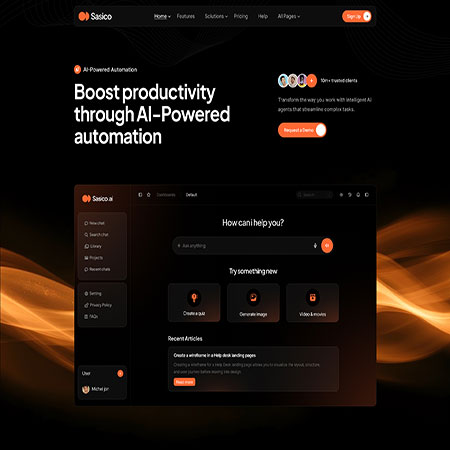 Sasico
Home Features Solutions Pricing Help All Pages Sign Up
AI-Powered Automation
Boost productivity
through AI-Powered
automation
10m+ trusted clients
Transform the way you work with intelligent AI
agents that streamline complex tasks.
Request a Demo
Sasico.ai
Dashboards Default
Search
New chat
Search chat
Library
Projects
Recent chats
Setting
Privacy Policy
FAQs
User
Michel jin
How can i help you?
Ask anything
Try something new
Create a quiz
Generate image
Video & movies
Recent Articles
Create a wireframe in a Help desk landing pages
Creating a wireframe for a Help Desk landing page allows you to visualize the layout, structure,
and user before moving into design.
Read more